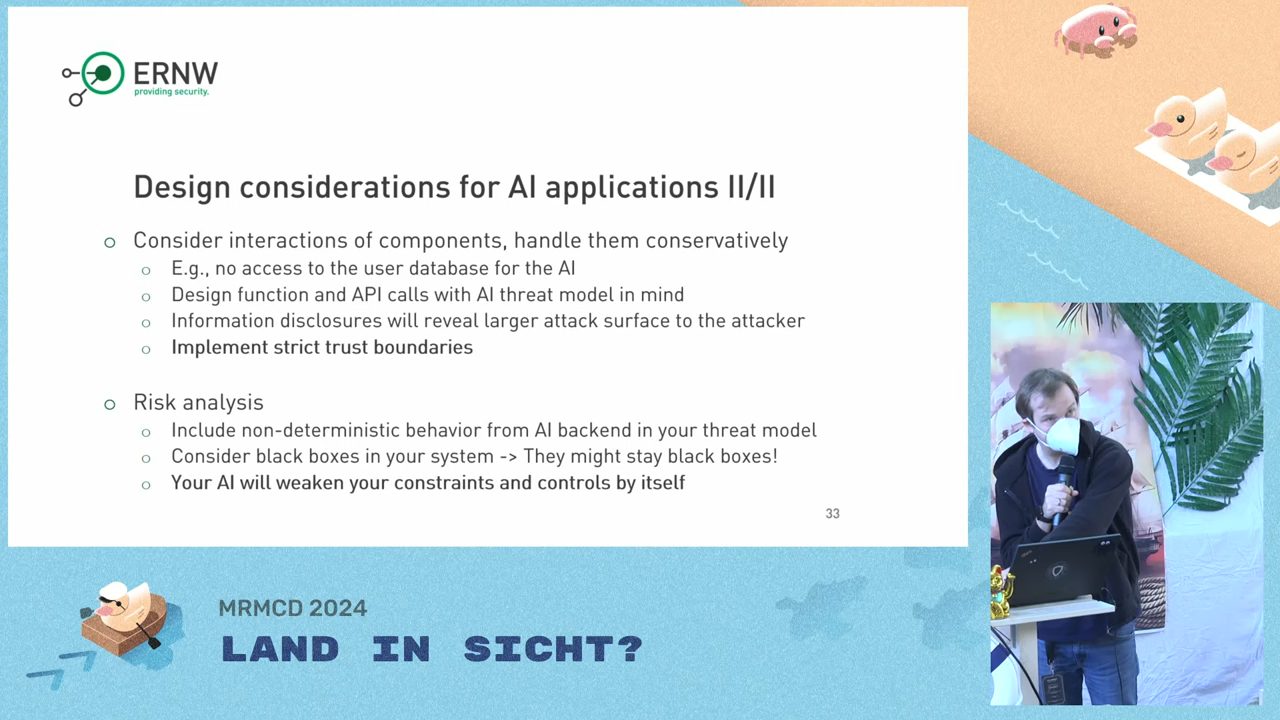 ERNW
providing security.
Design considerations for AI applications II/II
Consider interactions of components, handle them conservatively
E.g., no access to the user database for the AI
Design function and API calls with AI threat model in mind
Information disclosures will reveal larger attack surface to the attacker
Implement strict trust boundaries
Risk analysis
Include non-deterministic behavior from AI backend in your threat model
Consider black boxes in your system -> They might stay black boxes!
Your AI will weaken your constraints and controls by itself
33
MRMCD 2024
LAND IN SICHT?